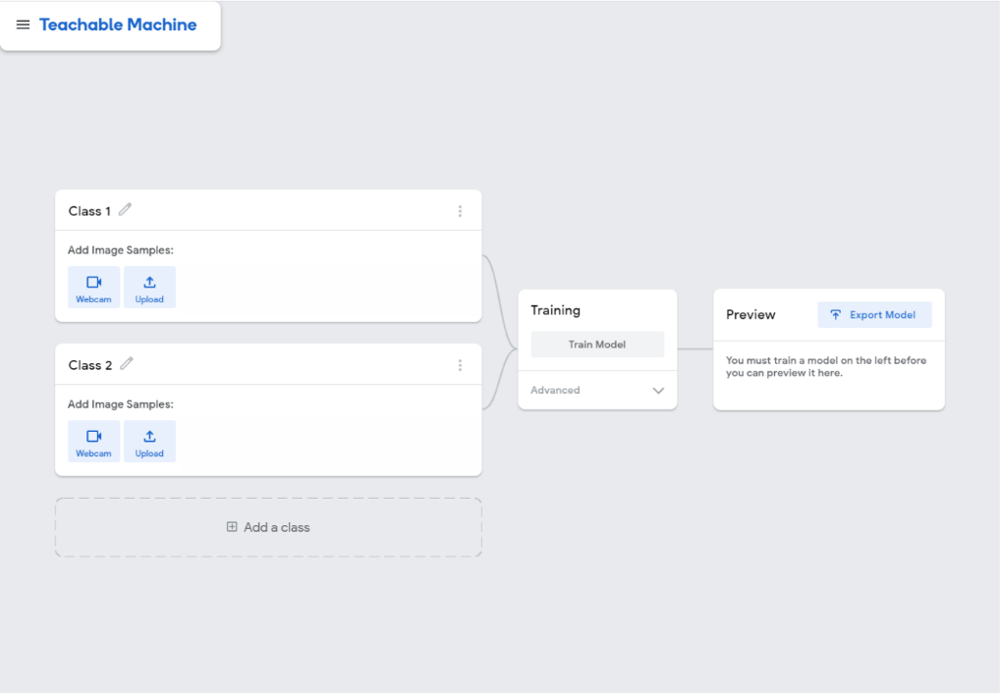 Teachable Machine
Class 1
Add Image Samples:
Webcam
Upload
Class 2
Add Image Samples:
Webcam
Upload
Add a class
Training
Train Model
Advanced
Preview
Export Model
You must train a model on the left before
you can preview it here.